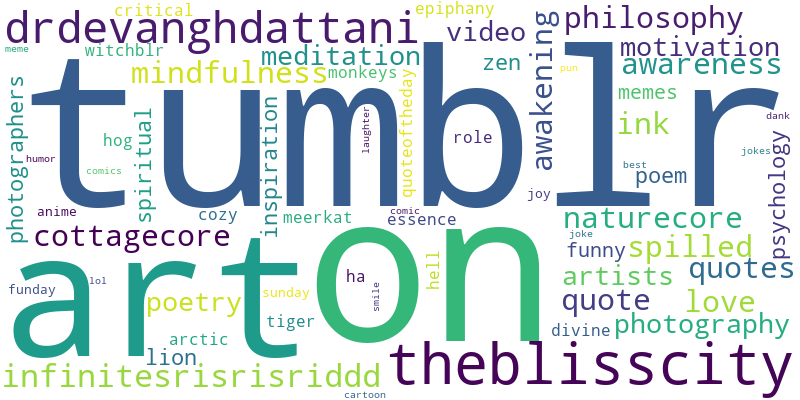 critical
epiphany
drdevanghdattani
philosophy
meme
witchblr
meditation
video
motivation
mindfulness
monkeys
zen
awareness
pun
tumblr
photographers
spiritual
inspiration
quoteoftheday
awakening
memes
ink
dank
hog
laughter
role
psychology
humor
comics
best
jokes
poem
joy
anime
cozy
meerkat
comic
essence
naturecore
cottagecore
joke
art
on
funny
spilled
quotes
ha
hell
artists
lol
smile
funday
poetry
sunday
quote
love
tiger
divine
photography
arctic
lion
infinitesrisrisriddd
theblisscity
cartoon